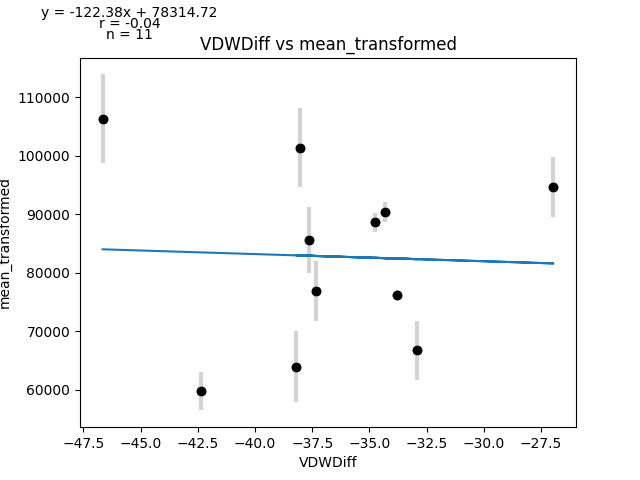 y = -122.38x + 78314.72
r = -0.04
n = 11
VDWDiff vs mean_transformed
mean_transformed
110000
100000
90000
80000
70000
60000
−47.5 −45.0 −42.5 −40.0 −37.5 −35.0 −32.5 −30.0 −27.5
VDWDiff